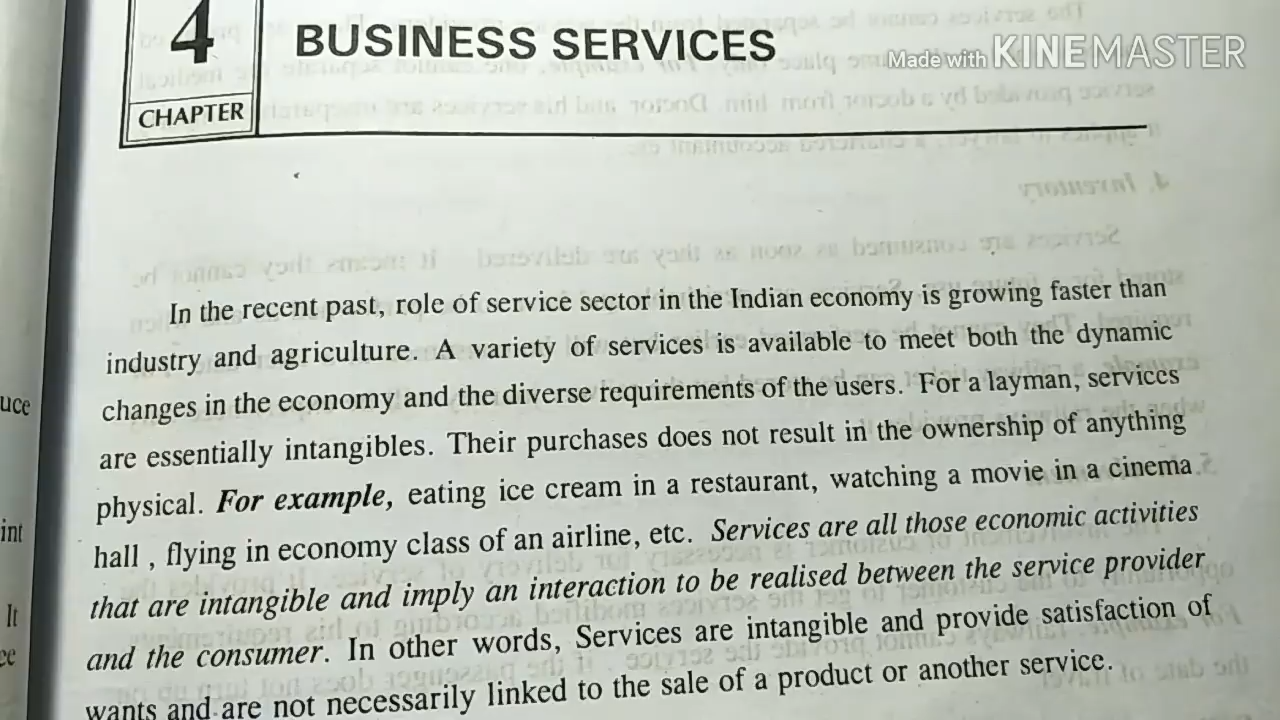 4
CHAPTER
BUSINESS SERVICES
Made with KINEMASTER
In the recent past, role of service sector in the Indian economy is growing faster than
industry and agriculture. A variety of services is available to meet both the dynamic
changes in the economy and the diverse requirements of the users. For a layman, services
are essentially intangibles. Their purchases does not result in the ownership of anything
physical. For example, eating ice cream in a restaurant, watching a movie in a cinema
hall , flying in economy class of an airline, etc. Services are all those economic activities
that are intangible and imply an interaction to be realised between the service provider
and the consumer. In other words, Services are intangible and provide satisfaction of
wants and are not necessarily linked to the sale of a product or another service.
uce
int
It